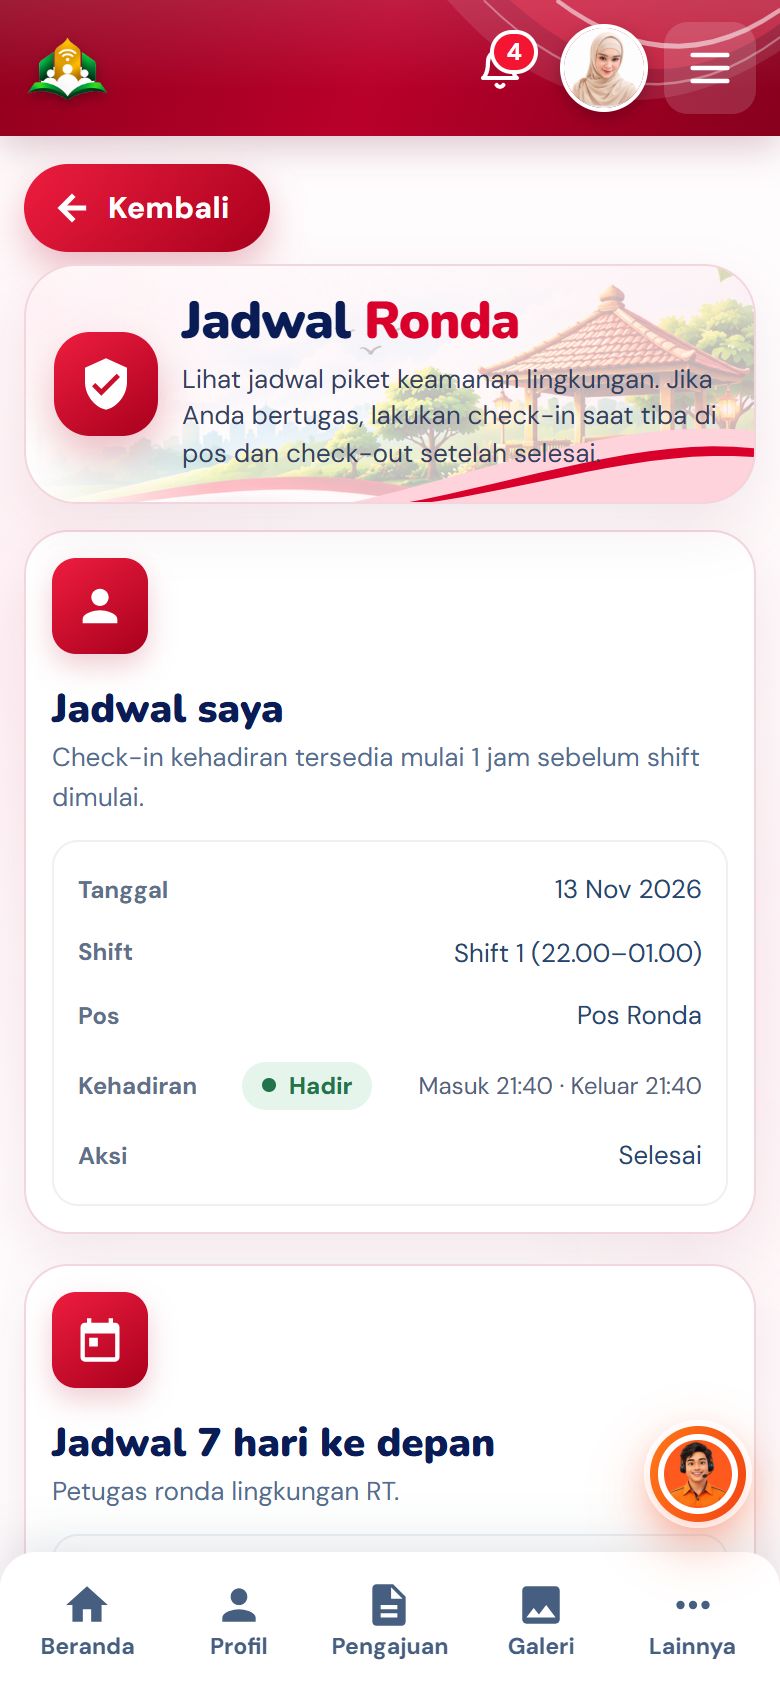 4
Kembali
Jadwal Ronda
Lihat jadwal piket keamanan lingkungan. Jika
Anda bertugas, lakukan check-in saat tiba di
pos dan check-out setelah selesai.
Jadwal saya
Check-in kehadiran tersedia mulai 1 jam sebelum shift
dimulai.
Tanggal 13 Nov 2026
Shift Shift 1 (22.00–01.00)
Pos Pos Ronda
Kehadiran Hadir Masuk 21:40 · Keluar 21:40
Aksi Selesai
Jadwal 7 hari ke depan
Petugas ronda lingkungan RT.
Beranda Profil Pengajuan Galeri Lainnya